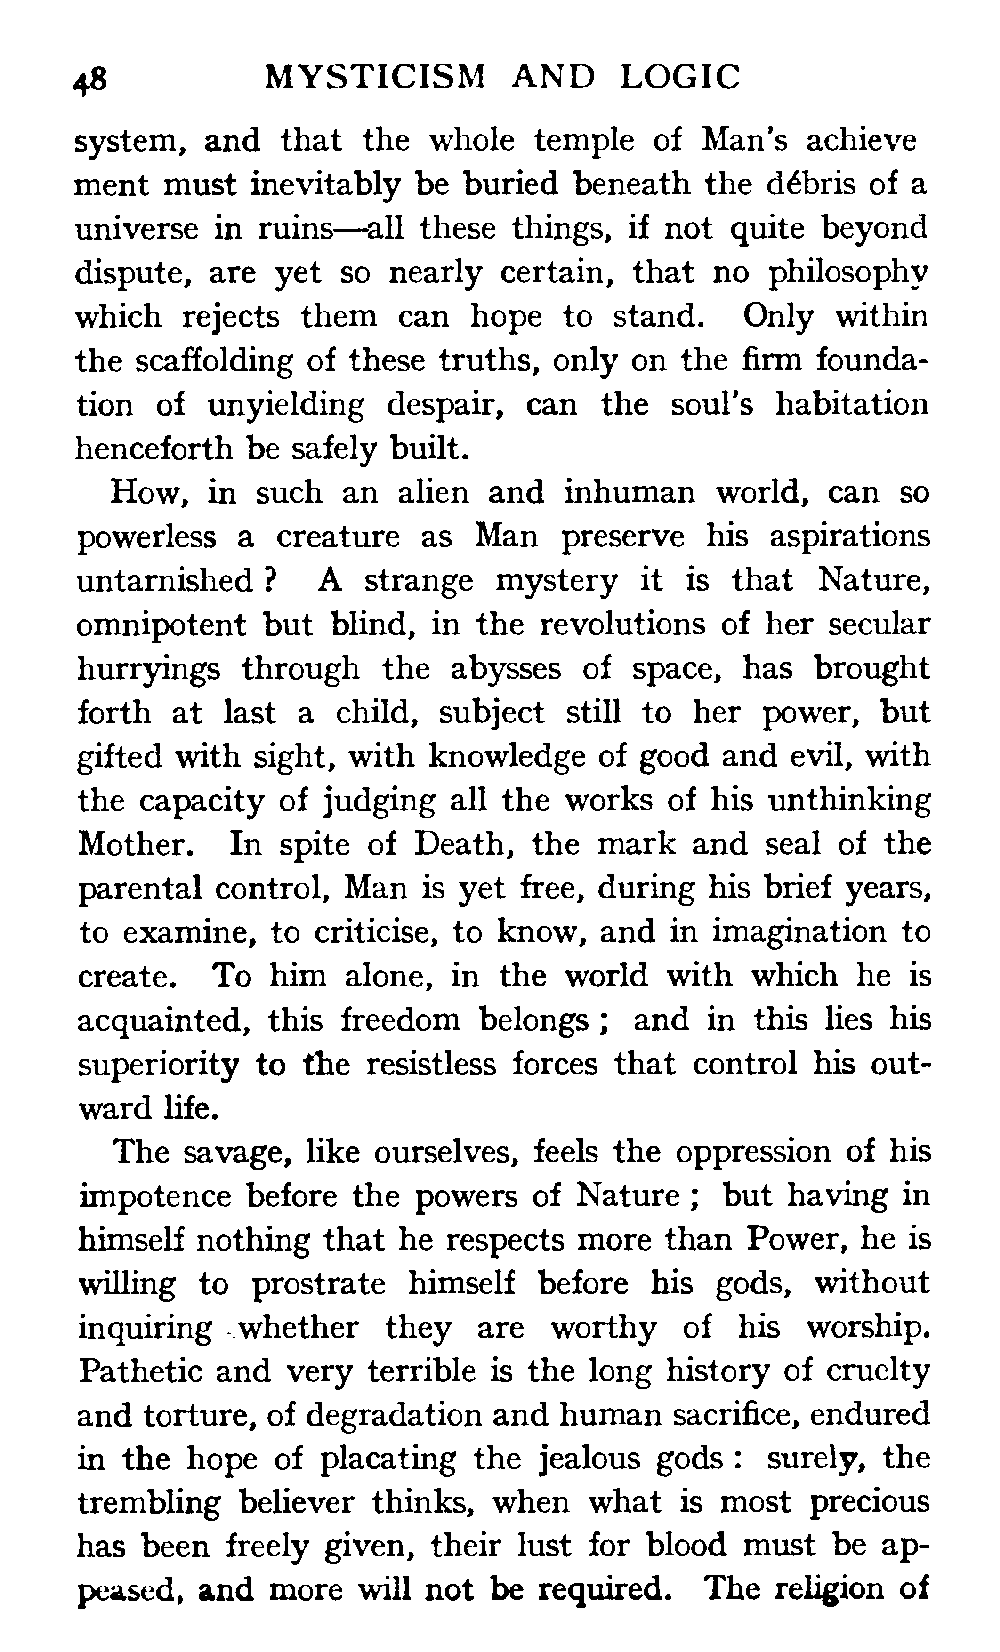 48 MYSTICISM AND LOGIC
system, and that the whole temple of Man's achieve
ment must inevitably be buried beneath the débris of a
universe in ruins—all these things, if not quite beyond
dispute, are yet so nearly certain, that no philosophy
which rejects them can hope to stand. Only within
the scaffolding of these truths, only on the firm founda-
tion of unyielding despair, can the soul's habitation
henceforth be safely built.
How, in such an alien and inhuman world, can so
powerless a creature as Man preserve his aspirations
untarnished ? A strange mystery it is that Nature,
omnipotent but blind, in the revolutions of her secular
hurryings through the abysses of space, has brought
forth at last a child, subject still to her power, but
gifted with sight, with knowledge of good and evil, with
the capacity of judging all the works of his unthinking
Mother. In spite of Death, the mark and seal of the
parental control, Man is yet free, during his brief years,
to examine, to criticise, to know, and in imagination to
create. To him alone, in the world with which he is
acquainted, this freedom belongs ; and in this lies his
superiority to the resistless forces that control his out-
ward life.
The savage, like ourselves, feels the oppression of his
impotence before the powers of Nature ; but having in
himself nothing that he respects more than Power, he is
willing to prostrate himself before his gods, without
inquiring whether they are worthy of his worship.
Pathetic and very terrible is the long history of cruelty
and torture, of degradation and human sacrifice, endured
in the hope of placating the jealous gods : surely, the
trembling believer thinks, when what is most precious
has been freely given, their lust for blood must be ap-
peased, and more will not be required. The religion of